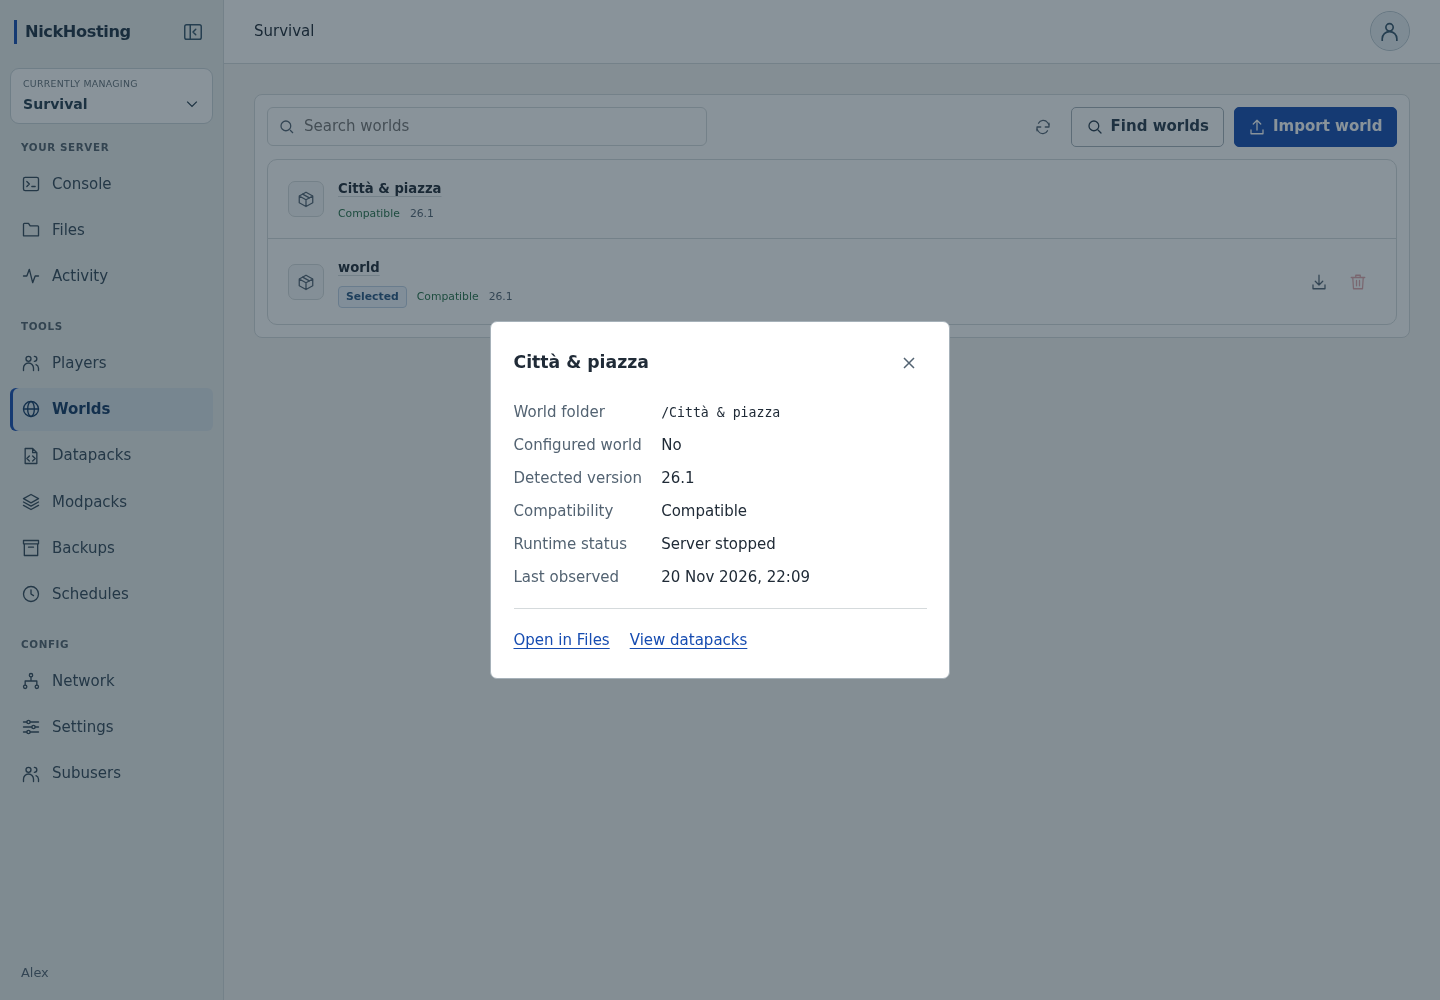 NickHosting
Survival
CURRENTLY MANAGING
Survival
YOUR SERVER
Console
Files
Activity
TOOLS
Players
Worlds
Datapacks
Modpacks
Backups
Schedules
CONFIG
Network
Settings
Subusers
Alex
Search worlds
Find worlds
Import world
Città & piazza
Compatible 26.1
world
Selected Compatible 26.1
Città & piazza
World folder /Città & piazza
Configured world No
Detected version 26.1
Compatibility Compatible
Runtime status Server stopped
Last observed 20 Nov 2026, 22:09
Open in Files View datapacks